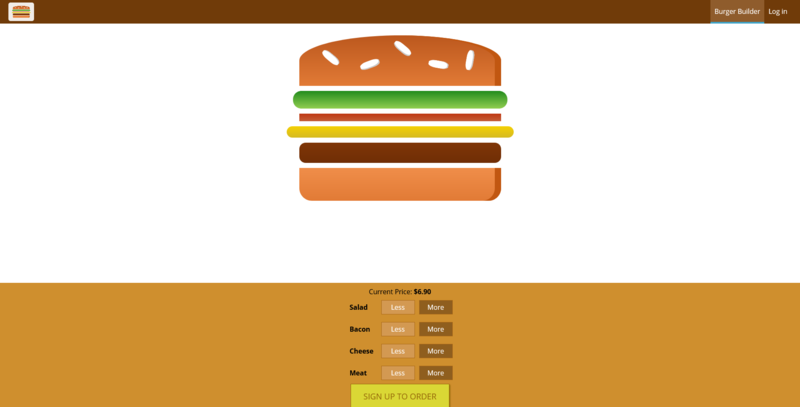 Burger Builder Log in
Current Price: $6.90
Salad Less More
Bacon Less More
Cheese Less More
Meat Less More
SIGN UP TO ORDER